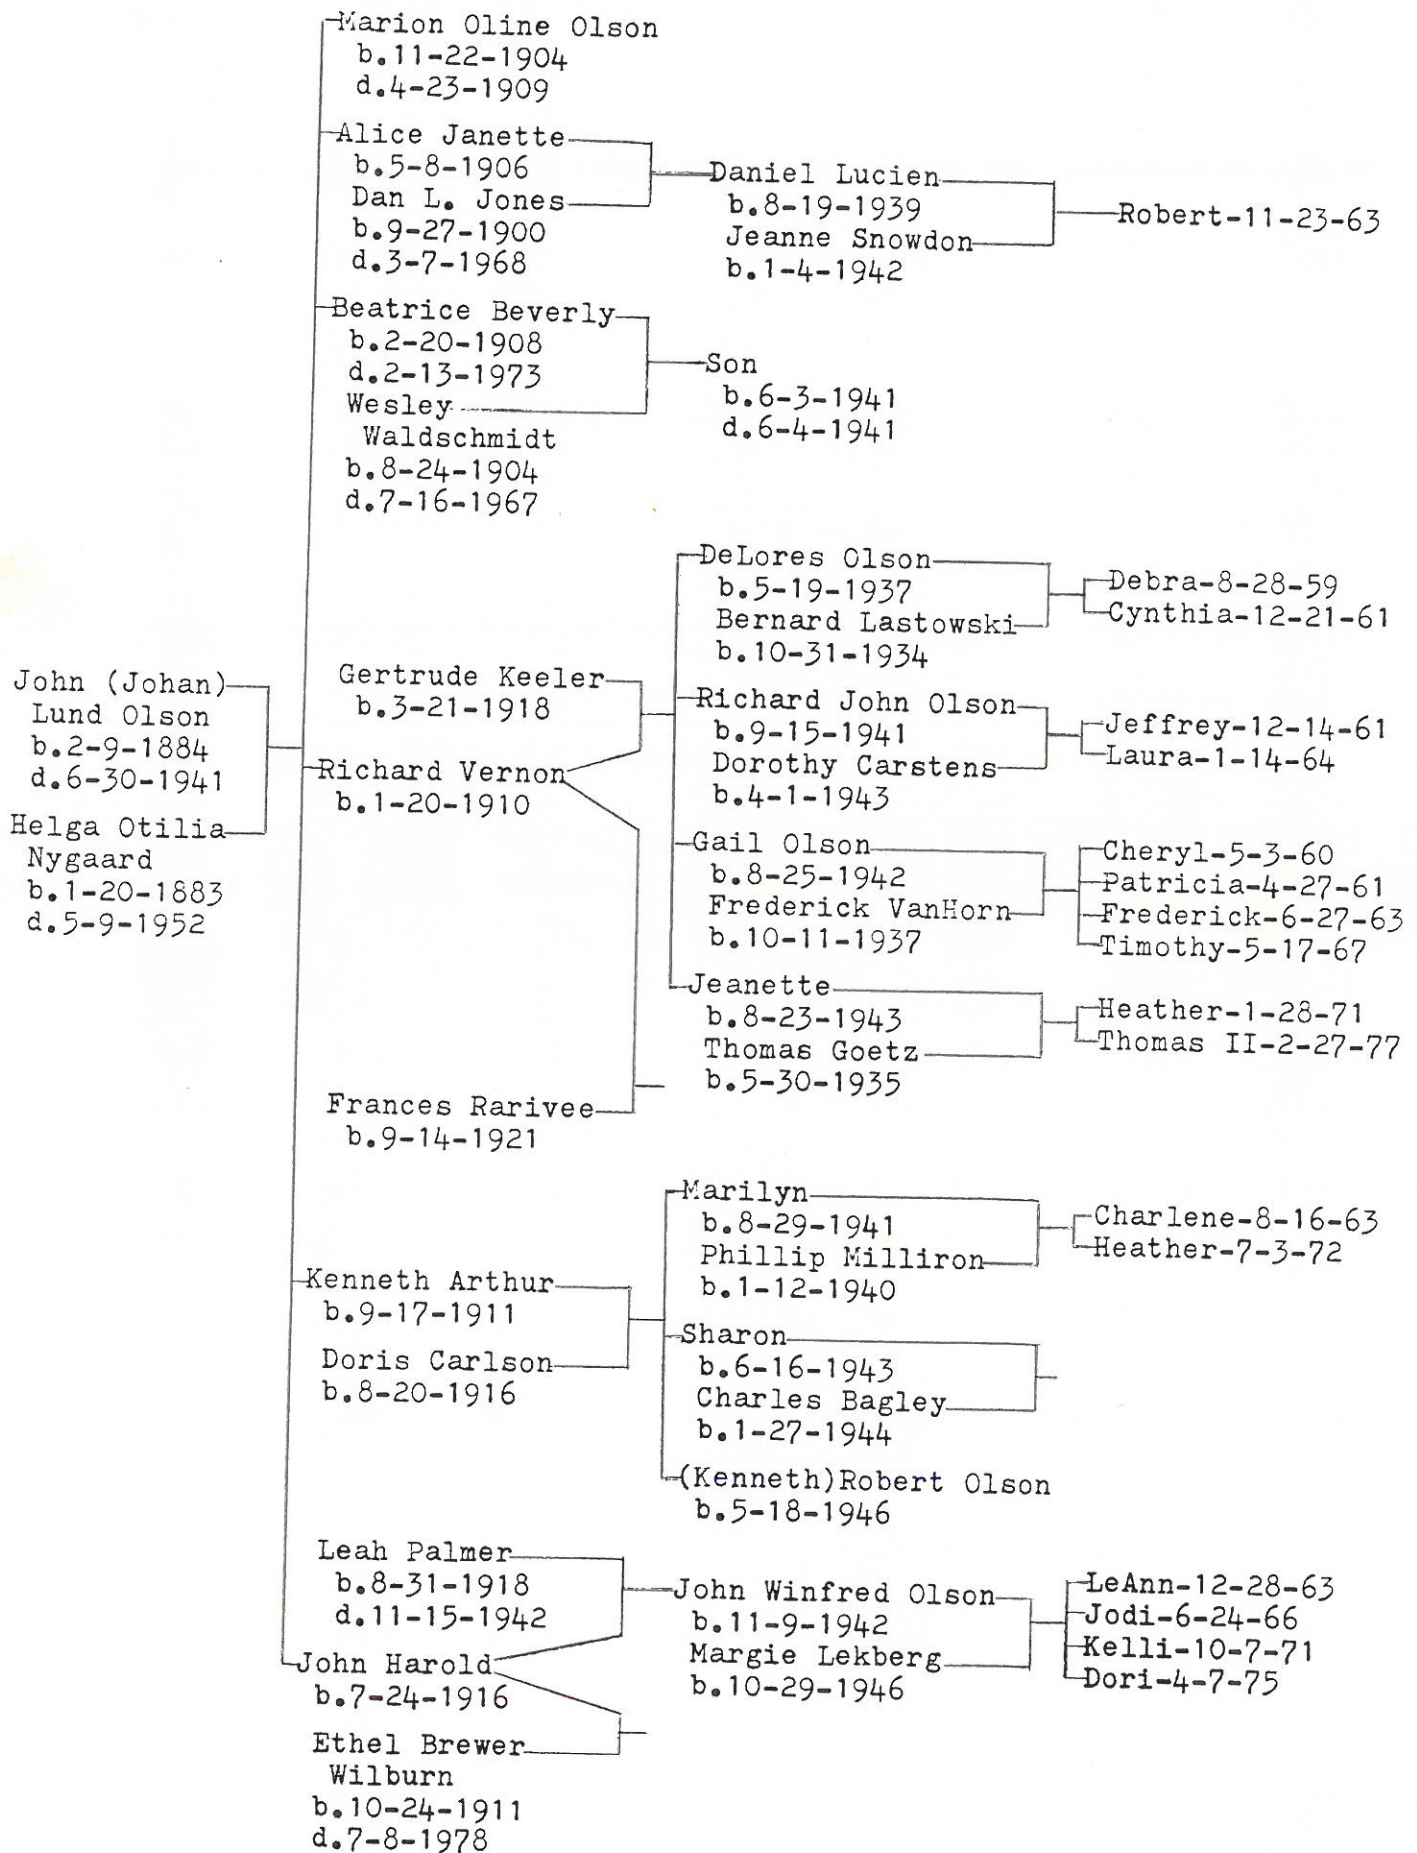 Marion Oline Olson
b.11-22-1904
d.4-23-1909
Alice Janette
b.5-8-1906
Dan L. Jones
b.9-27-1900
d.3-7-1968
Daniel Lucien
b.8-19-1939
Jeanne Snowdon
b.1-4-1942
Robert-11-23-63
Beatrice Beverly
b.2-20-1908
d.2-13-1973
Wesley
Waldschmidt
b.8-24-1904
d.7-16-1967
Son
b.6-3-1941
d.6-4-1941
John (Johan)
Lund Olson
b.2-9-1884
d.6-30-1941
Helga Otilia
Nygaard
b.1-20-1883
d.5-9-1952
Gertrude Keeler
b.3-21-1918
Richard Vernon
b.1-20-1910
Frances Rarivee
b.9-14-1921
DeLores Olson
b.5-19-1937
Bernard Lastowski
b.10-31-1934
Debra-8-28-59
Cynthia-12-21-61
Richard John Olson
b.9-15-1941
Dorothy Carstens
b.4-1-1943
Jeffrey-12-14-61
Laura-1-14-64
Gail Olson
b.8-25-1942
Frederick VanHorn
b.10-11-1937
Cheryl-5-3-60
Patricia-4-27-61
Frederick-6-27-63
Timothy-5-17-67
Jeanette
b.8-23-1943
Thomas Goetz
b.5-30-1935
Heather-1-28-71
Thomas II-2-27-77
Kenneth Arthur
b.9-17-1911
Doris Carlson
b.8-20-1916
Marilyn
b.8-29-1941
Phillip Milliron
b.1-12-1940
Charlene-8-16-63
Heather-7-3-72
Sharon
b.6-16-1943
Charles Bagley
b.1-27-1944
(Kenneth)Robert Olson
b.5-18-1946
Leah Palmer
b.8-31-1918
d.11-15-1942
John Harold
b.7-24-1916
Ethel Brewer
Wilburn
b.10-24-1911
d.7-8-1978
John Winfred Olson
b.11-9-1942
Margie Lekberg
b.10-29-1946
LeAnn-12-28-63
Jodi-6-24-66
Kelli-10-7-71
Dori-4-7-75